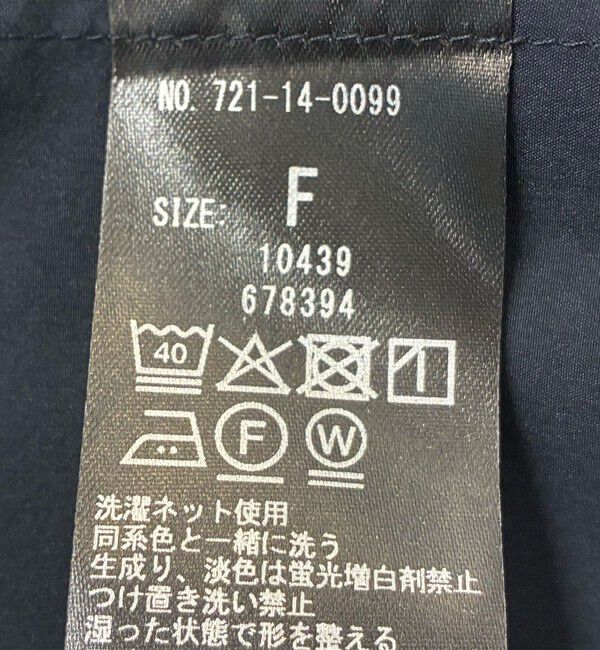 NO. 721-14-0099
SIZE: F
10439
678394
40
F W
洗濯ネット使用
同系色と一緒に洗う
生成り、淡色は蛍光増白剤禁止
つけ置き洗い禁止
湿った状態で形を整える